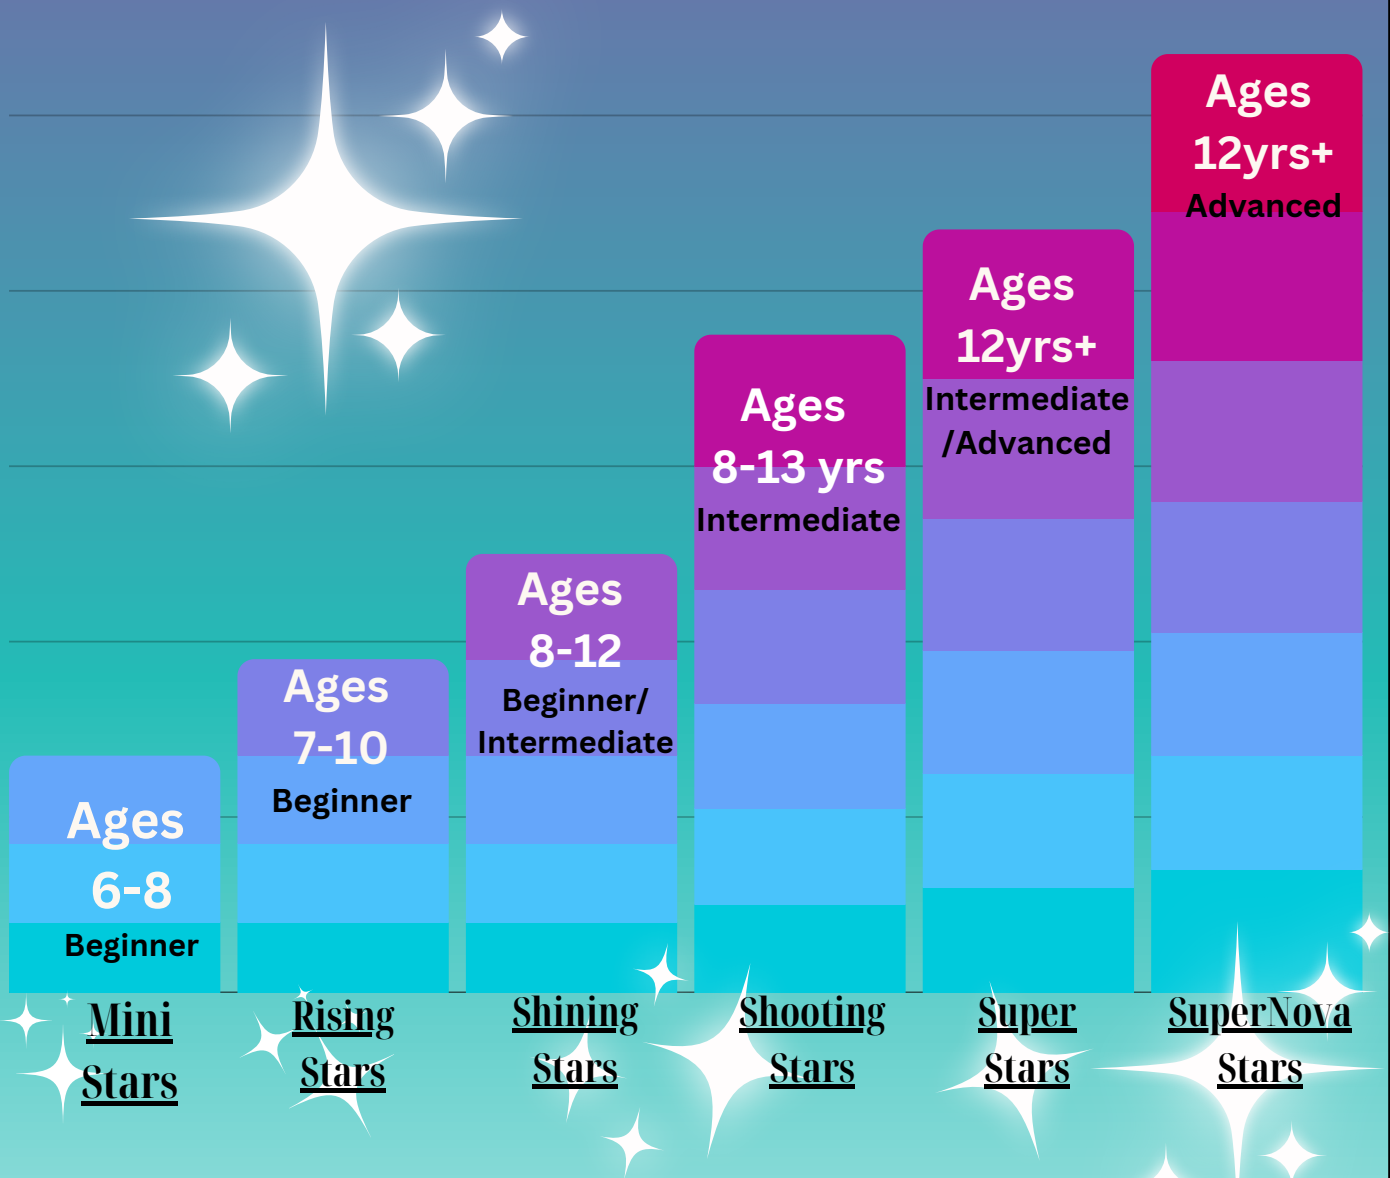 Ages
6-8
Beginner
Mini
Stars
Ages
7-10
Beginner
Rising
Stars
Ages
8-12
Beginner/
Intermediate
Shining
Stars
Ages
8-13 yrs
Intermediate
Shooting
Stars
Ages
12yrs+
Intermediate
/Advanced
Super
Stars
Ages
12yrs+
Advanced
SuperNova
Stars